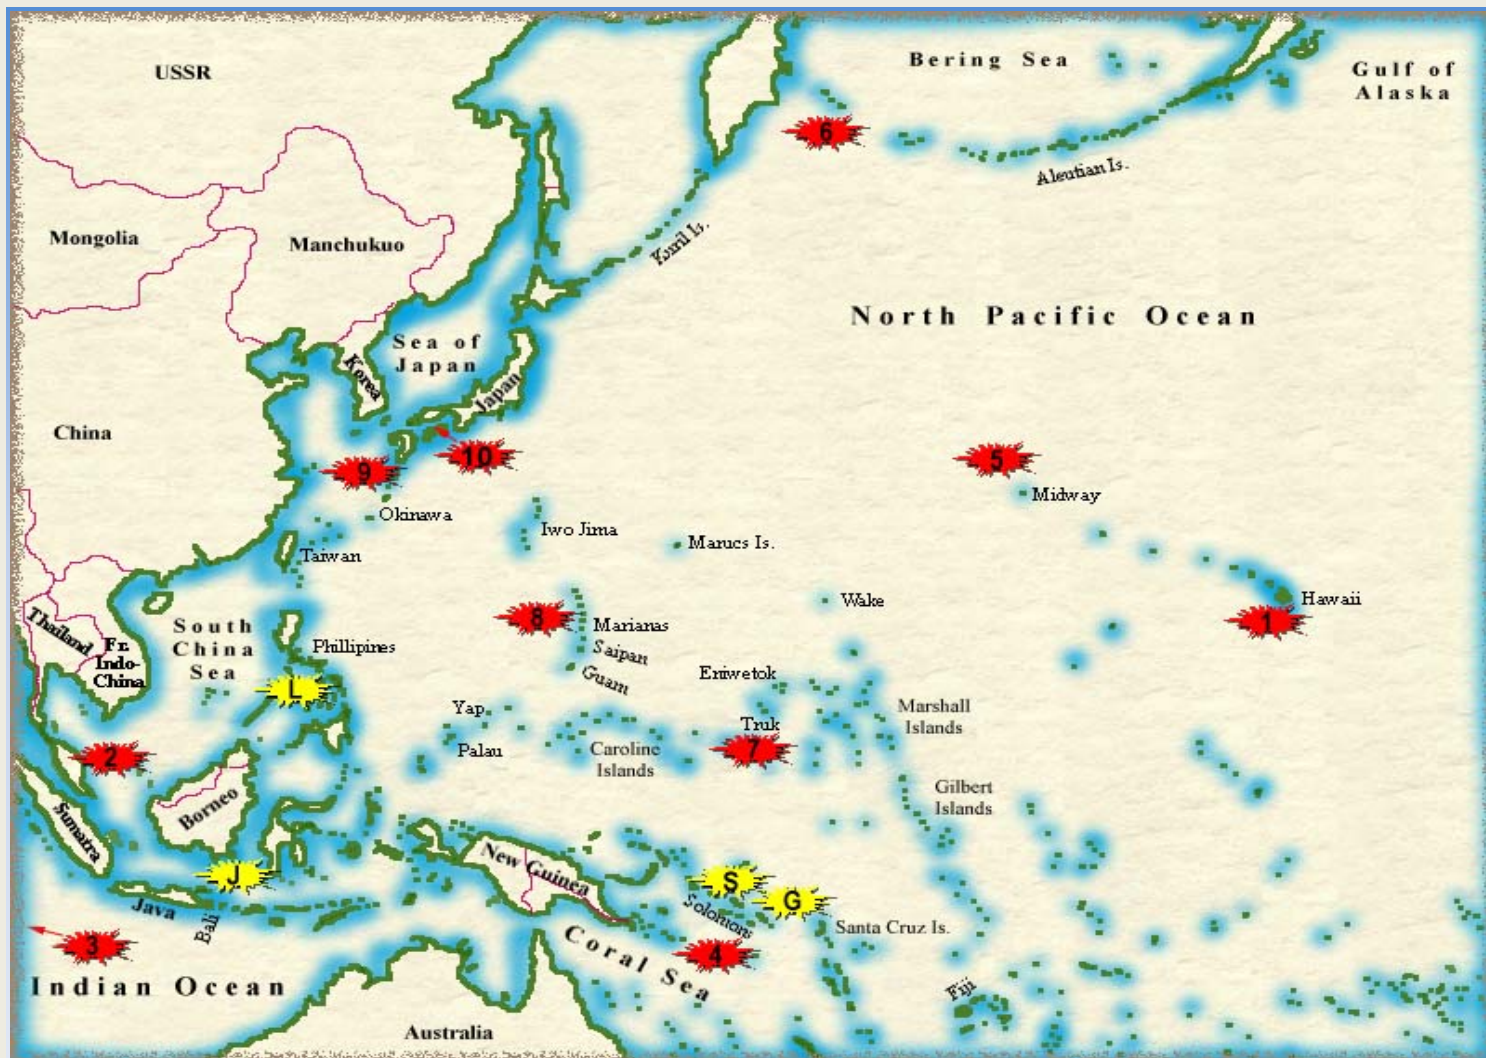 USSR
Bering Sea
Gulf of
Alaska
6
Aleutian Is.
Mongolia
Manchukuo
Kuril Is.
North Pacific Ocean
Sea of
Japan
Korea
Japan
China
9
10
5
Midway
Okinawa
Iwo Jima
Marucs Is.
Taiwan
Wake
Hawaii
1
8
Marianas
Saipan
Guam
Thailand
Fr.
Indo-
China
South
China
Sea
Phillipines
L
Eniwetok
Yap
Palau
Caroline
Islands
Truk
7
Marshall
Islands
2
Gilbert
Islands
Borneo
Sumatra
J
New Guinea
S
G
Solomons
Santa Cruz Is.
Java
Bali
3
4
Coral Sea
Indian Ocean
Fiji
Australia